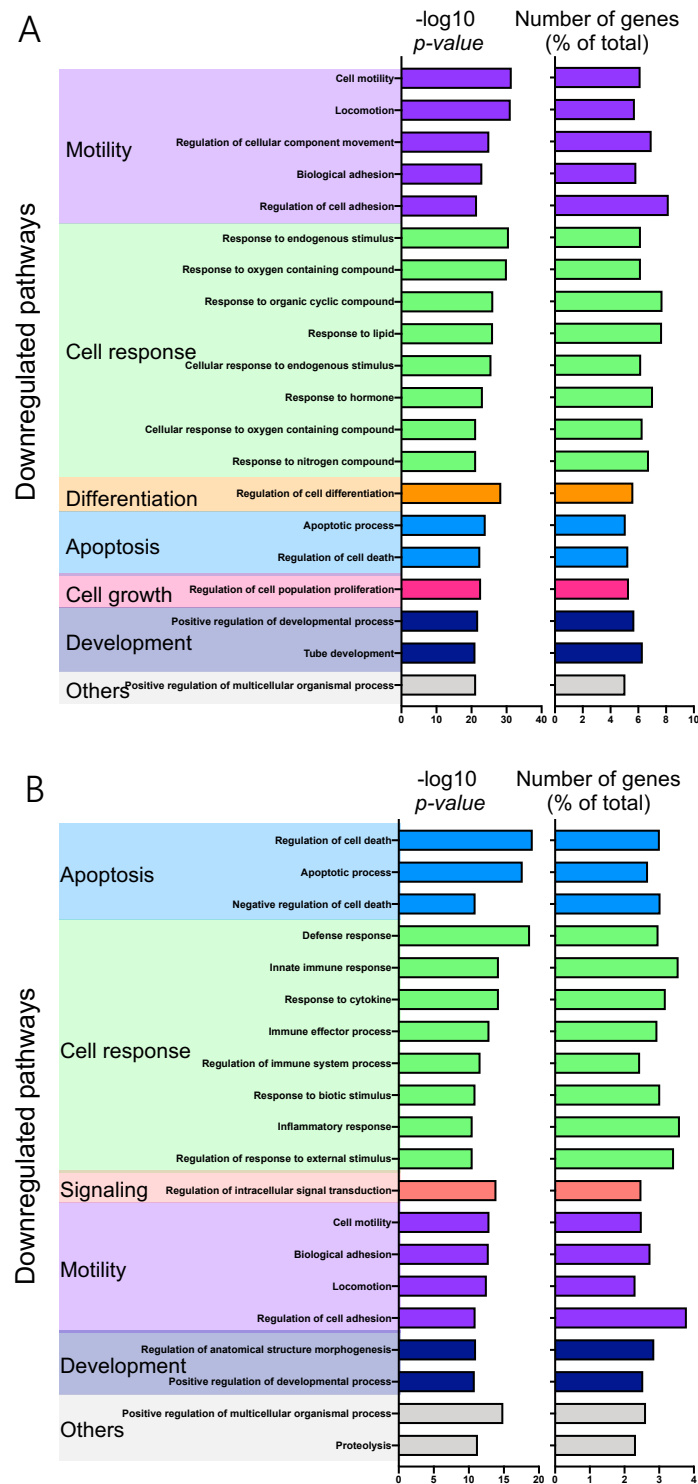 A
-log10
p-value
Number of genes
(% of total)
Downregulated pathways
Motility
Cell motility
Locomotion
Regulation of cellular component movement
Biological adhesion
Regulation of cell adhesion
Cell response
Response to endogenous stimulus
Response to oxygen containing compound
Response to organic cyclic compound
Response to lipid
Cellular response to endogenous stimulus
Response to hormone
Cellular response to oxygen containing compound
Response to nitrogen compound
Differentiation
Regulation of cell differentiation
Apoptosis
Apoptotic process
Regulation of cell death
Cell growth
Regulation of cell population proliferation
Development
Positive regulation of developmental process
Tube development
Others
Positive regulation of multicellular organismal process
0 10 20 30 40
0 2 4 6 8 10
B
-log10
p-value
Number of genes
(% of total)
Downregulated pathways
Apoptosis
Regulation of cell death
Apoptotic process
Negative regulation of cell death
Cell response
Defense response
Innate immune response
Response to cytokine
Immune effector process
Regulation of immune system process
Response to biotic stimulus
Inflammatory response
Regulation of response to external stimulus
Signaling
Regulation of intracellular signal transduction
Motility
Cell motility
Biological adhesion
Locomotion
Regulation of cell adhesion
Development
Regulation of anatomical structure morphogenesis
Positive regulation of developmental process
Others
Positive regulation of multicellular organismal process
Proteolysis
0 5 10 15 20
0 1 2 3 4